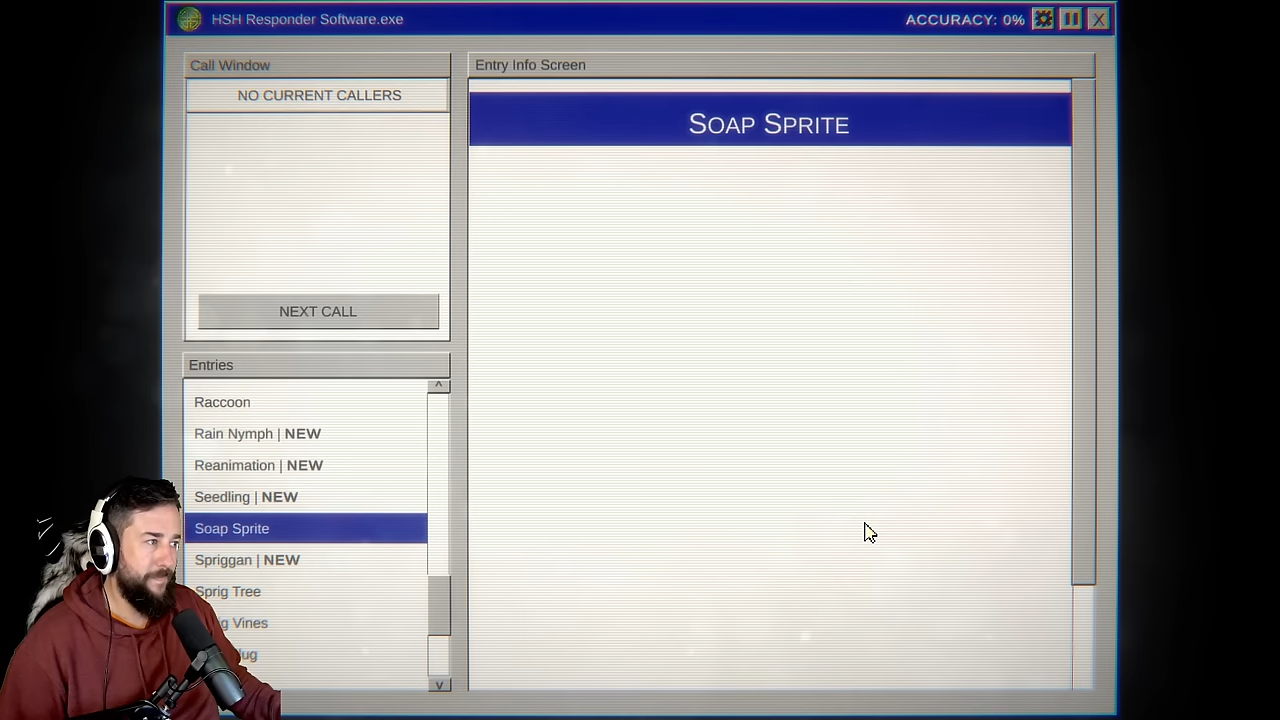 HSH Responder Software.exe
ACCURACY: 0%
X
Call Window
NO CURRENT CALLERS
NEXT CALL
Entries
Raccoon
Rain Nymph | NEW
Reanimation | NEW
Seedling | NEW
Soap Sprite
Spriggan | NEW
Sprig Tree
Vines
Entry Info Screen
Soap Sprite